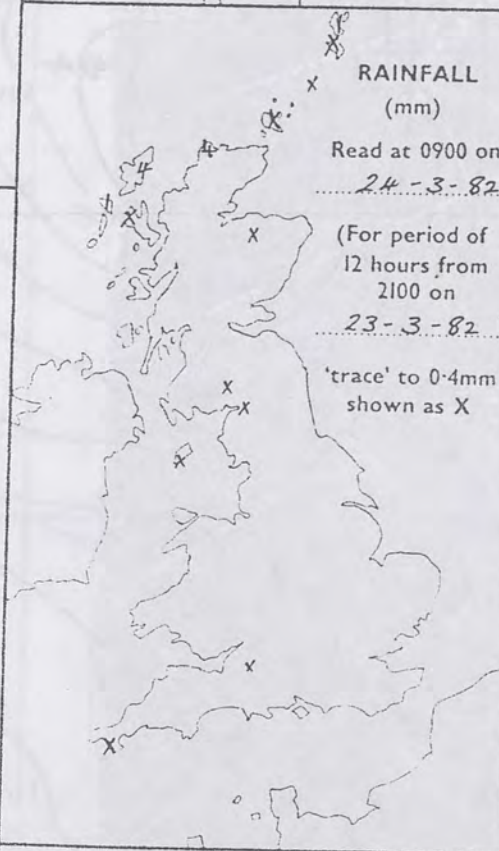 RAINFALL
(mm)
Read at 0900 on
24-3-82
(For period of
12 hours from
2100 on
23-3-82
'trace' to 0·4mm
shown as X
X
X
X
4
4
X
X
X
X
X
X
X